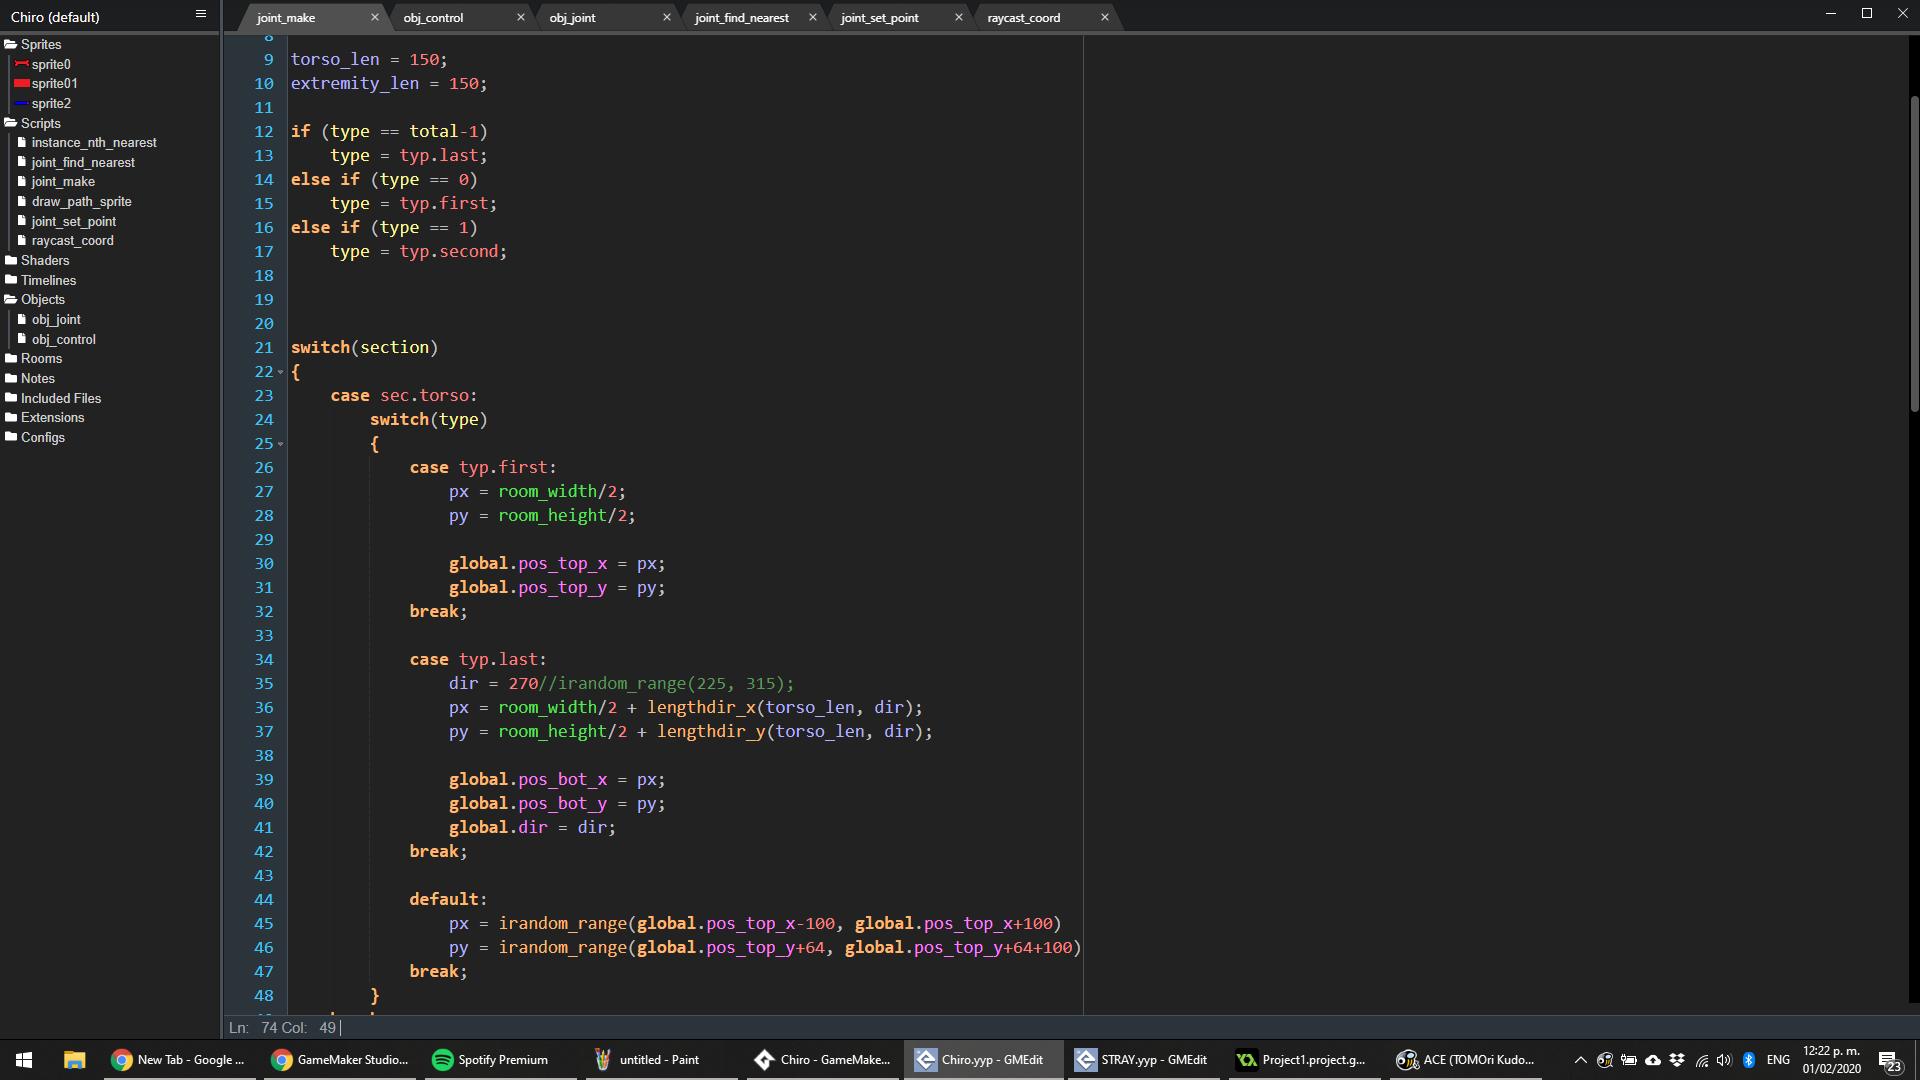 Chiro (default)
joint_make
obj_control
obj_joint
joint_find_nearest
joint_set_point
raycast_coord
Sprites
sprite0
sprite01
sprite2
Scripts
instance_nth_nearest
joint_find_nearest
joint_make
draw_path_sprite
joint_set_point
raycast_coord
Shaders
Timelines
Objects
obj_joint
obj_control
Rooms
Notes
Included Files
Extensions
Configs
8
9 torso_len = 150;
10 extremity_len = 150;
11
12 if (type == total-1)
13 type = typ.last;
14 else if (type == 0)
15 type = typ.first;
16 else if (type == 1)
17 type = typ.second;
18
19
20
21 switch(section)
22 {
23 case sec.torso:
24 switch(type)
25 {
26 case typ.first:
27 px = room_width/2;
28 py = room_height/2;
29
30 global.pos_top_x = px;
31 global.pos_top_y = py;
32 break;
33
34 case typ.last:
35 dir = 270//irandom_range(225, 315);
36 px = room_width/2 + lengthdir_x(torso_len, dir);
37 py = room_height/2 + lengthdir_y(torso_len, dir);
38
39 global.pos_bot_x = px;
40 global.pos_bot_y = py;
41 global.dir = dir;
42 break;
43
44 default:
45 px = irandom_range(global.pos_top_x-100, global.pos_top_x+100)
46 py = irandom_range(global.pos_top_y+64, global.pos_top_y+64+100)
47 break;
48 }
Ln: 74 Col: 49
New Tab - Google ...
GameMaker Studio...
Spotify Premium
untitled - Paint
Chiro - GameMake...
Chiro.yyp - GMEdit
STRAY.yyp - GMEdit
Project1.project.g...
ACE (TOMOri Kudo...
ENG
12:22 p. m.
01/02/2020
23